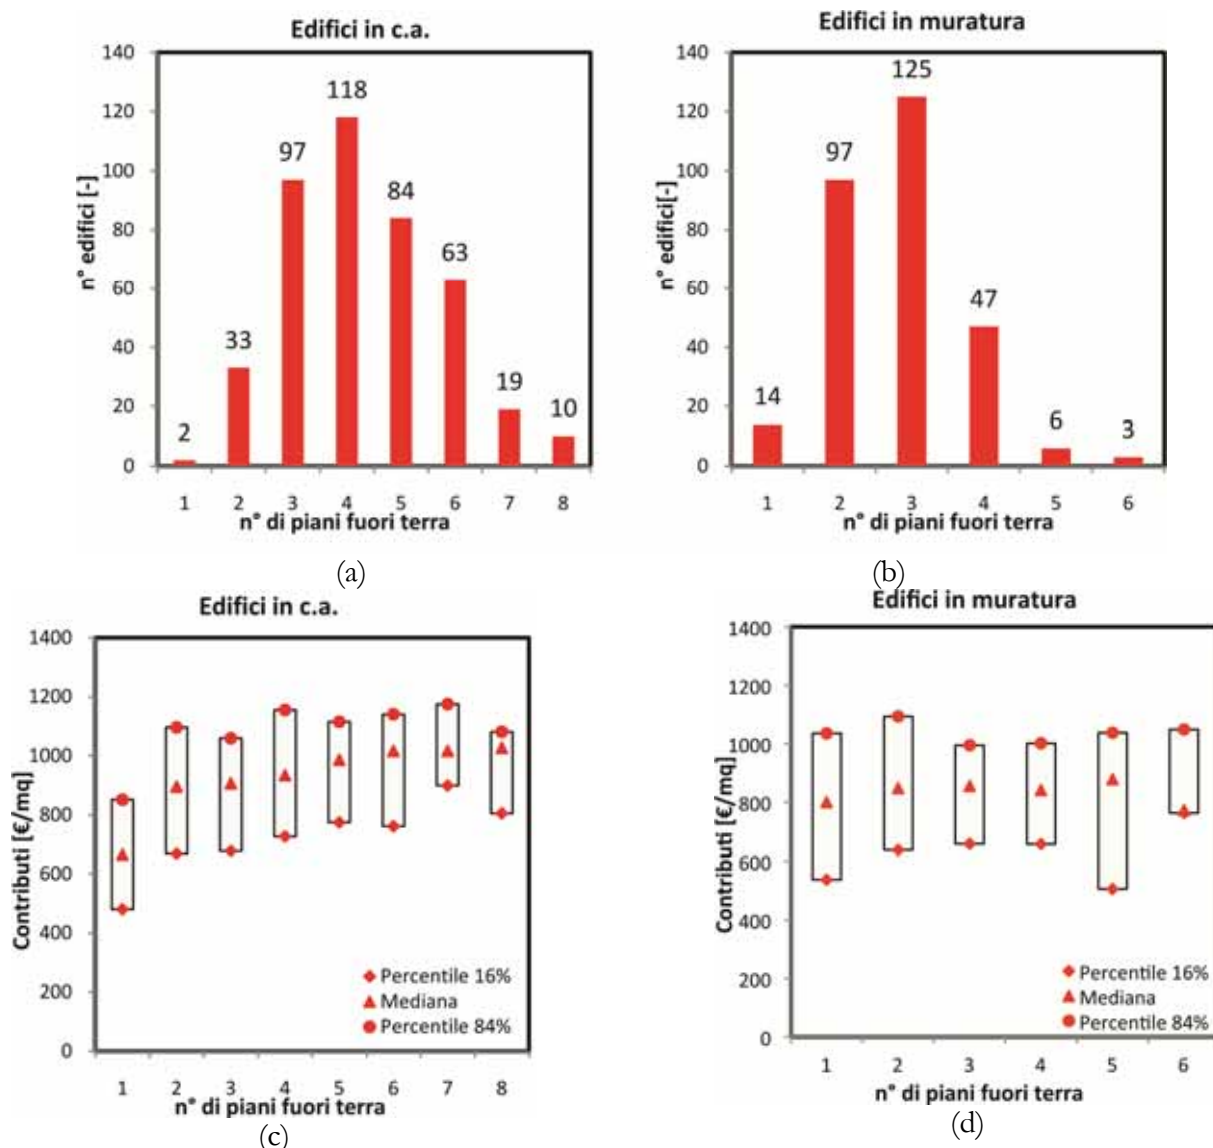 Edifici in c.a.
n° edifici [-]
140
120
100
80
60
40
20
0
2
33
97
118
84
63
19
10
1 2 3 4 5 6 7 8
n° di piani fuori terra
(a)
Edifici in muratura
n° edifici[-]
140
120
100
80
60
40
20
0
14
97
125
47
6
3
1 2 3 4 5 6
n° di piani fuori terra
(b)
Edifici in c.a.
Contributi [€/mq]
1400
1200
1000
800
600
400
200
0
Percentile 16%
Mediana
Percentile 84%
1 2 3 4 5 6 7 8
n° di piani fuori terra
(c)
Edifici in muratura
Contributi [€/mq]
1400
1200
1000
800
600
400
200
0
Percentile 16%
Mediana
Percentile 84%
1 2 3 4 5 6
n° di piani fuori terra
(d)